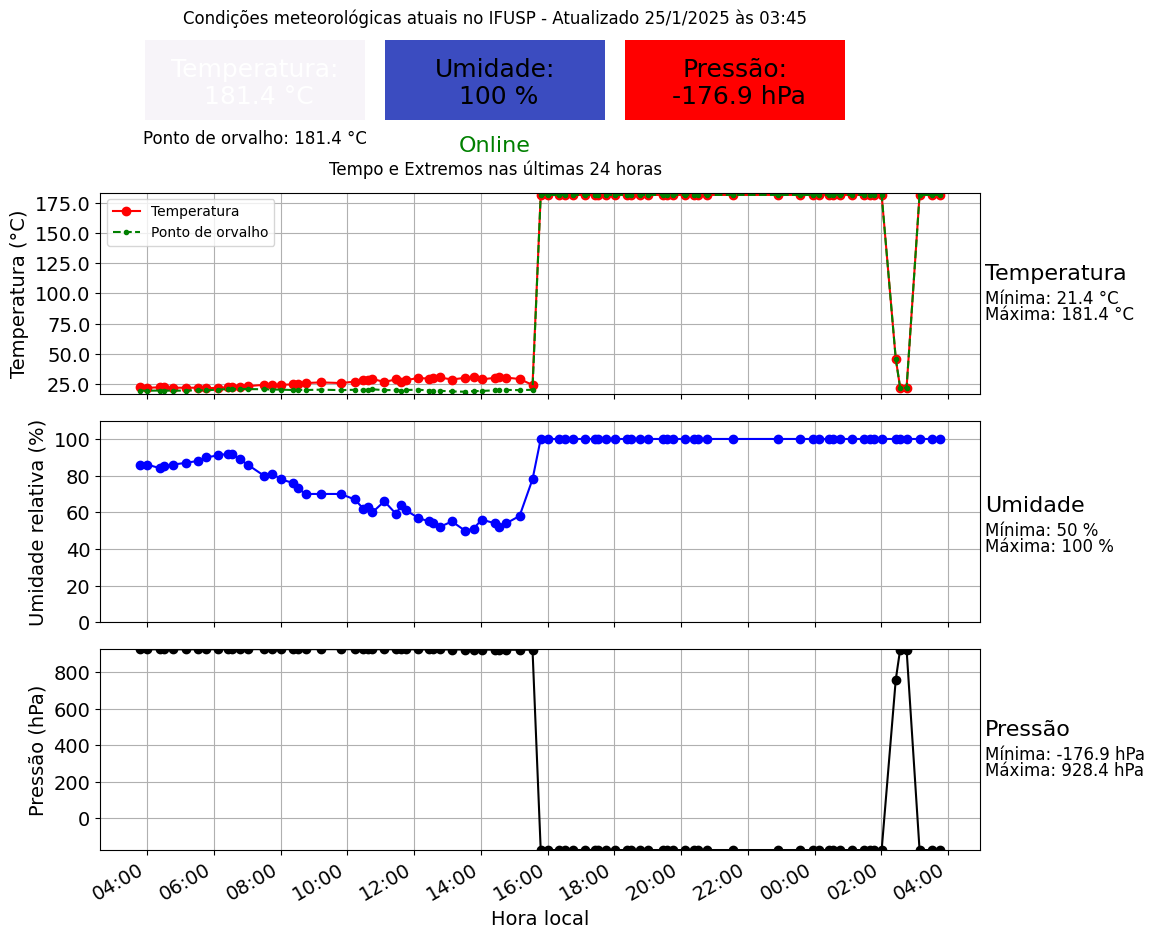 Condições meteorológicas atuais no IFUSP - Atualizado 25/1/2025 às 03:45
Temperatura:
181.4 °C
Umidade:
100 %
Pressão:
-176.9 hPa
Ponto de orvalho: 181.4 °C
Online
Tempo e Extremos nas últimas 24 horas
Temperatura (°C)
175.0
150.0
125.0
100.0
75.0
50.0
25.0
Temperatura
Ponto de orvalho
Temperatura
Mínima: 21.4 °C
Máxima: 181.4 °C
Umidade relativa (%)
100
80
60
40
20
0
Umidade
Mínima: 50 %
Máxima: 100 %
Pressão (hPa)
800
600
400
200
0
Pressão
Mínima: -176.9 hPa
Máxima: 928.4 hPa
04:00 06:00 08:00 10:00 12:00 14:00 16:00 18:00 20:00 22:00 00:00 02:00 04:00
Hora local